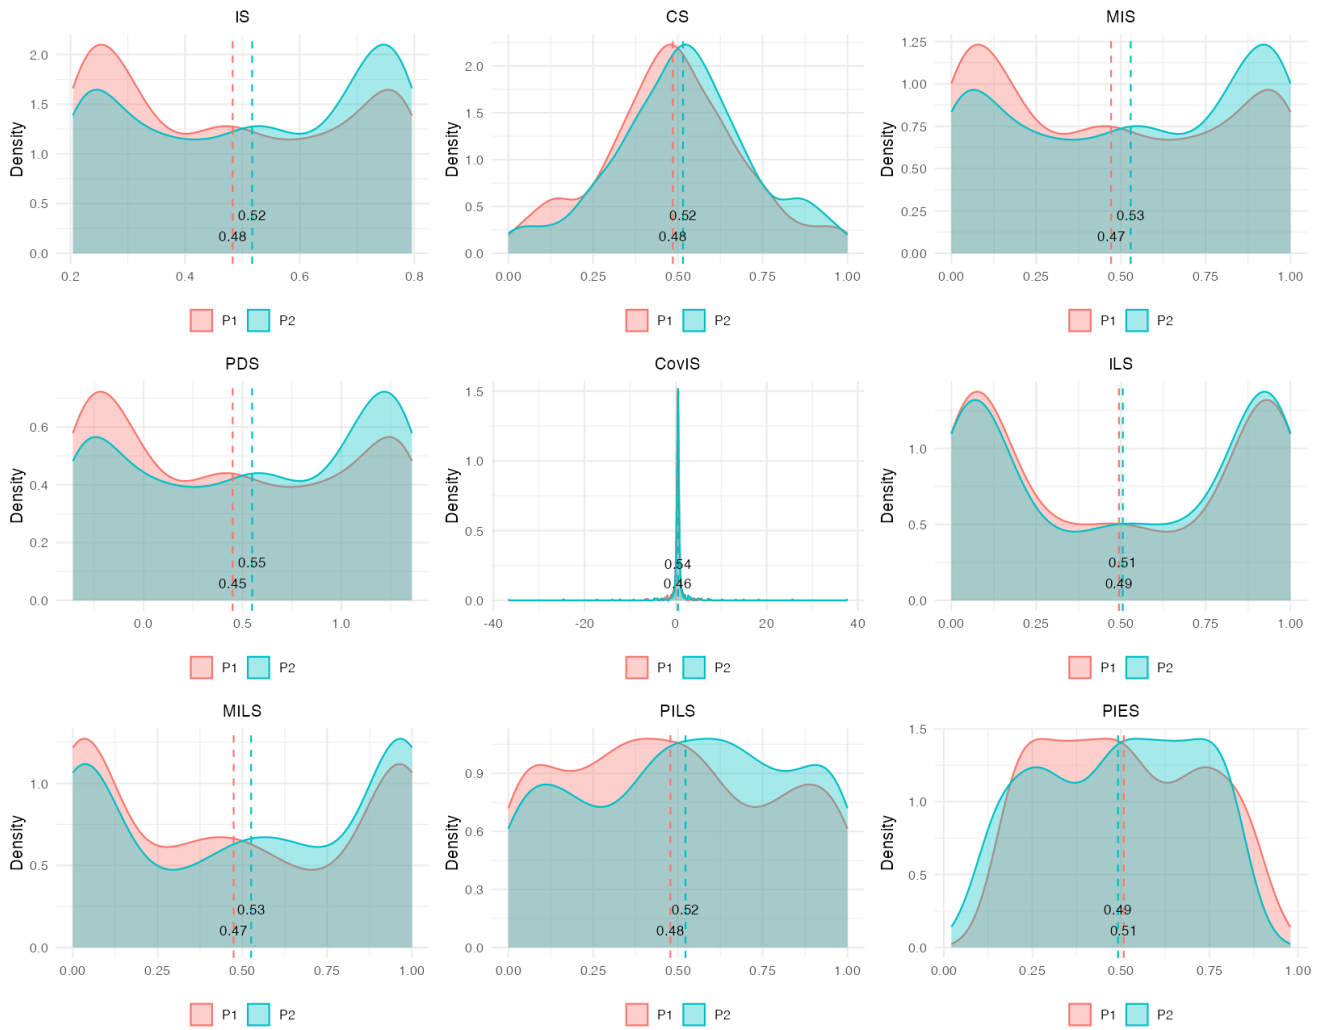 IS
Density
2.0
1.5
1.0
0.5
0.0
0.52
0.48
0.2 0.4 0.6 0.8
P1 P2
CS
Density
2.0
1.5
1.0
0.5
0.0
0.52
0.48
0.00 0.25 0.50 0.75 1.00
P1 P2
MIS
Density
1.25
1.00
0.75
0.50
0.25
0.00
0.53
0.47
0.00 0.25 0.50 0.75 1.00
P1 P2
PDS
Density
0.6
0.4
0.2
0.0
0.55
0.45
0.0 0.5 1.0
P1 P2
CovIS
Density
1.5
1.0
0.5
0.0
0.54
0.46
-40 -20 0 20 40
P1 P2
ILS
Density
1.0
0.5
0.0
0.51
0.49
0.00 0.25 0.50 0.75 1.00
P1 P2
MILS
Density
1.0
0.5
0.0
0.53
0.47
0.00 0.25 0.50 0.75 1.00
P1 P2
PILS
Density
0.9
0.6
0.3
0.0
0.52
0.48
0.00 0.25 0.50 0.75 1.00
P1 P2
PIES
Density
1.5
1.0
0.5
0.0
0.49
0.51
0.00 0.25 0.50 0.75 1.00
P1 P2